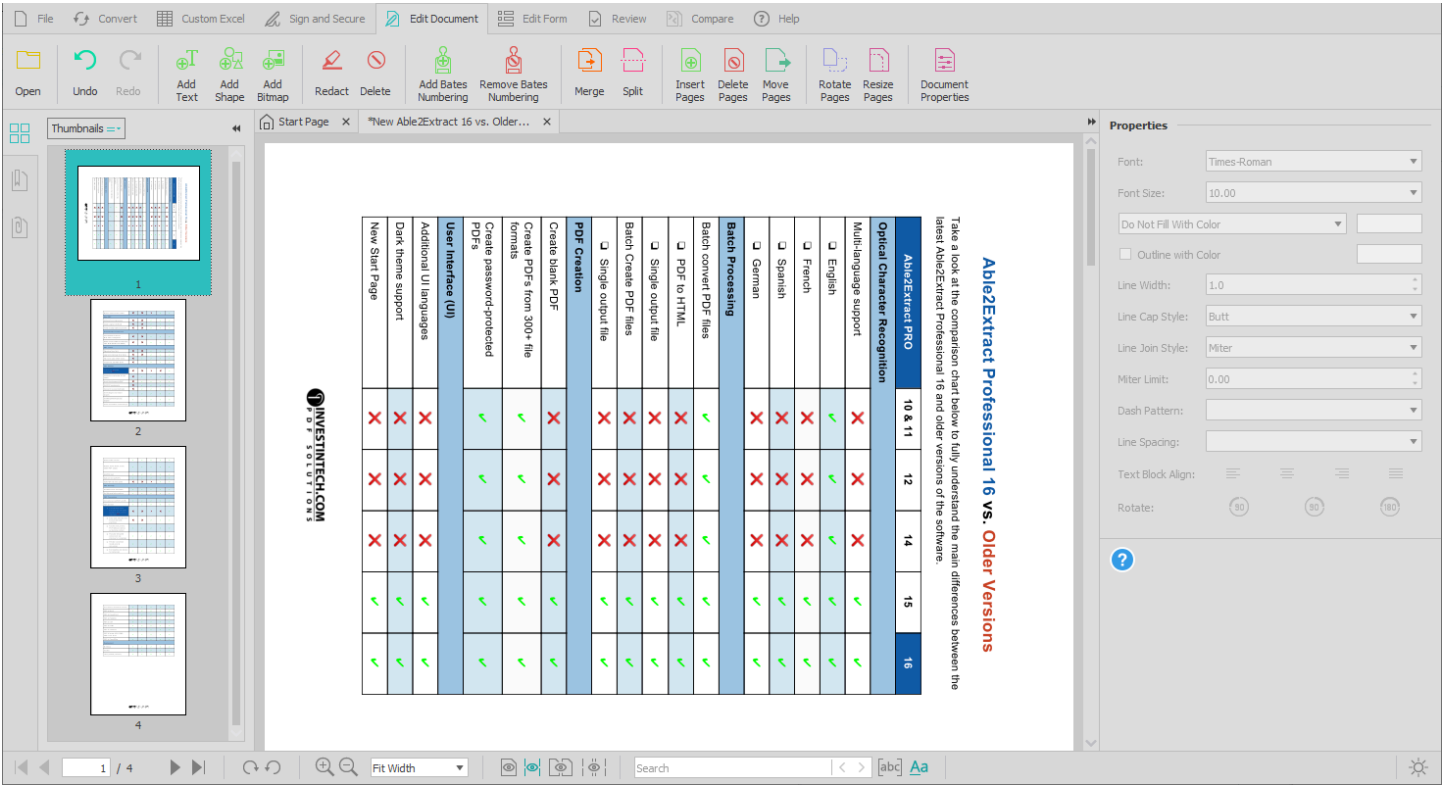 File Convert Custom Excel Sign and Secure Edit Document Edit Form Review Compare Help
Open Undo Redo Add Text Add Shape Add Bitmap Redact Delete Add Bates Numbering Remove Bates Numbering Merge Split Insert Pages Delete Pages Move Pages Rotate Pages Resize Pages Document Properties
Thumbnails
Start Page X *New Able2Extract 16 vs. Older... X
1
2
3
4
Able2Extract Professional 16 vs. Older Versions
Take a look at the comparison chart below to fully understand the main differences between the
latest Able2Extract Professional 16 and older versions of the software.
Able2Extract PRO 10 & 11 12 14 15 16
Optical Character Recognition
Multi-language support
English
French
Spanish
German
Batch Processing
Batch convert PDF files
PDF to HTML
Single output file
Batch Create PDF files
Single output file
PDF Creation
Create blank PDF
Create PDFs from 300+ file
formats
Create password-protected
PDFs
User Interface (UI)
Additional UI languages
Dark theme support
New Start Page
INVESTINTECH.COM
PDF SOLUTIONS
Properties
Font: Times-Roman
Font Size: 10.00
Do Not Fill With Color
Outline with Color
Line Width: 1.0
Line Cap Style: Butt
Line Join Style: Miter
Miter Limit: 0.00
Dash Pattern:
Line Spacing:
Text Block Align:
Rotate: 90 90 180
?
1 / 4 Fit Width Search [abc] Aa